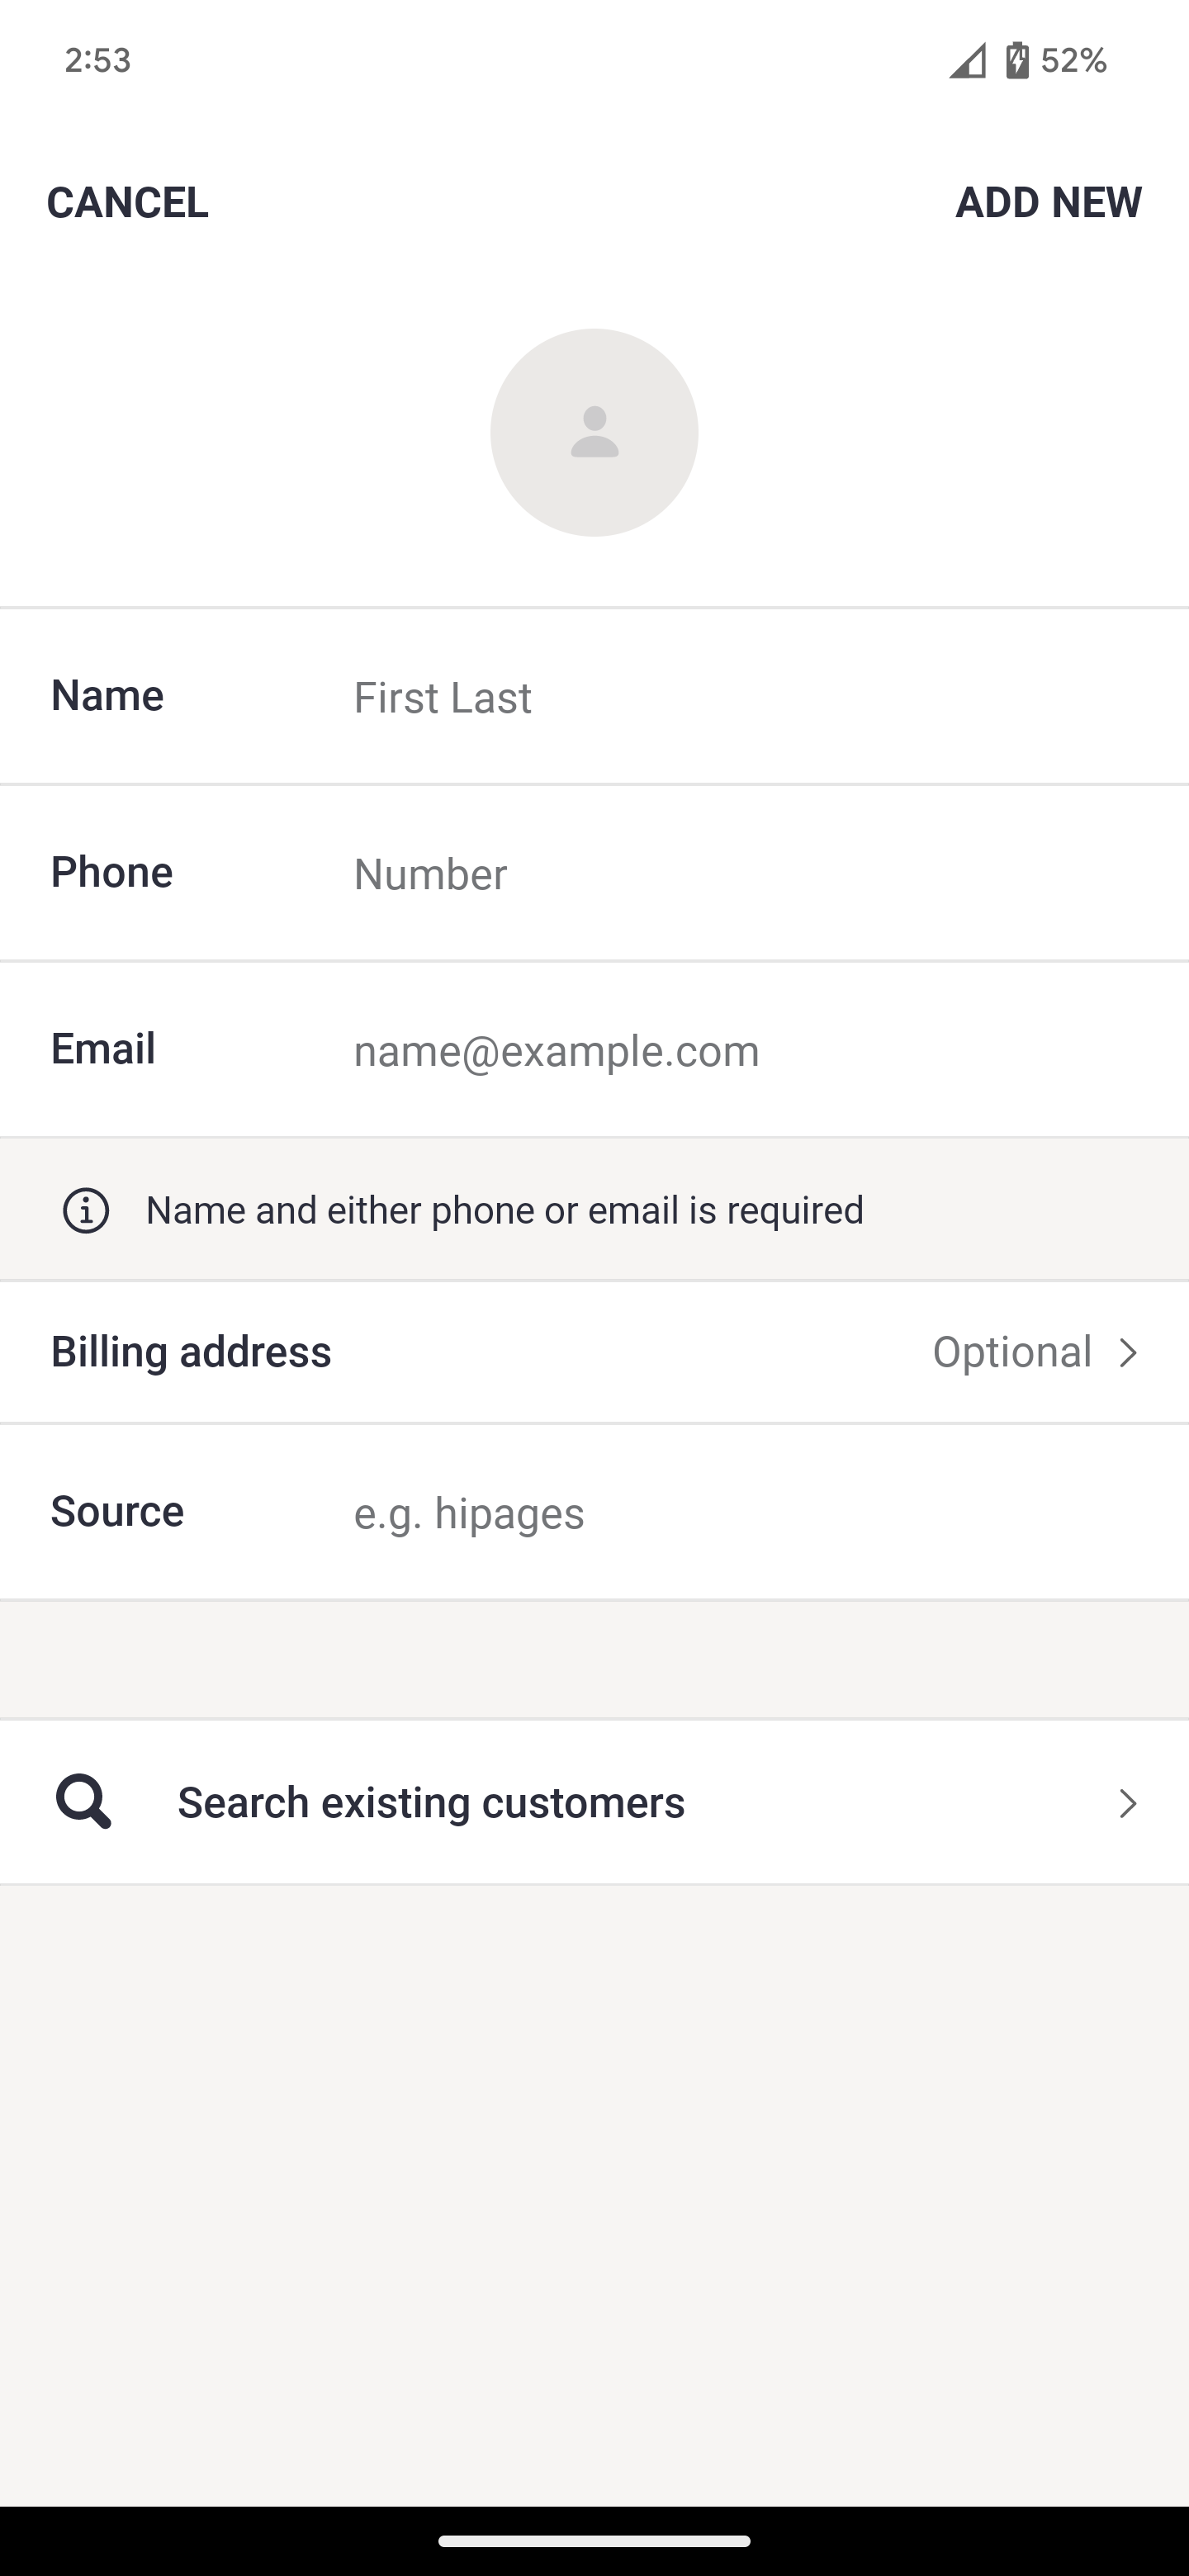 2:53 52%
CANCEL ADD NEW
Name First Last
Phone Number
Email name@example.com
Name and either phone or email is required
Billing address Optional
Source e.g. hipages
Search existing customers